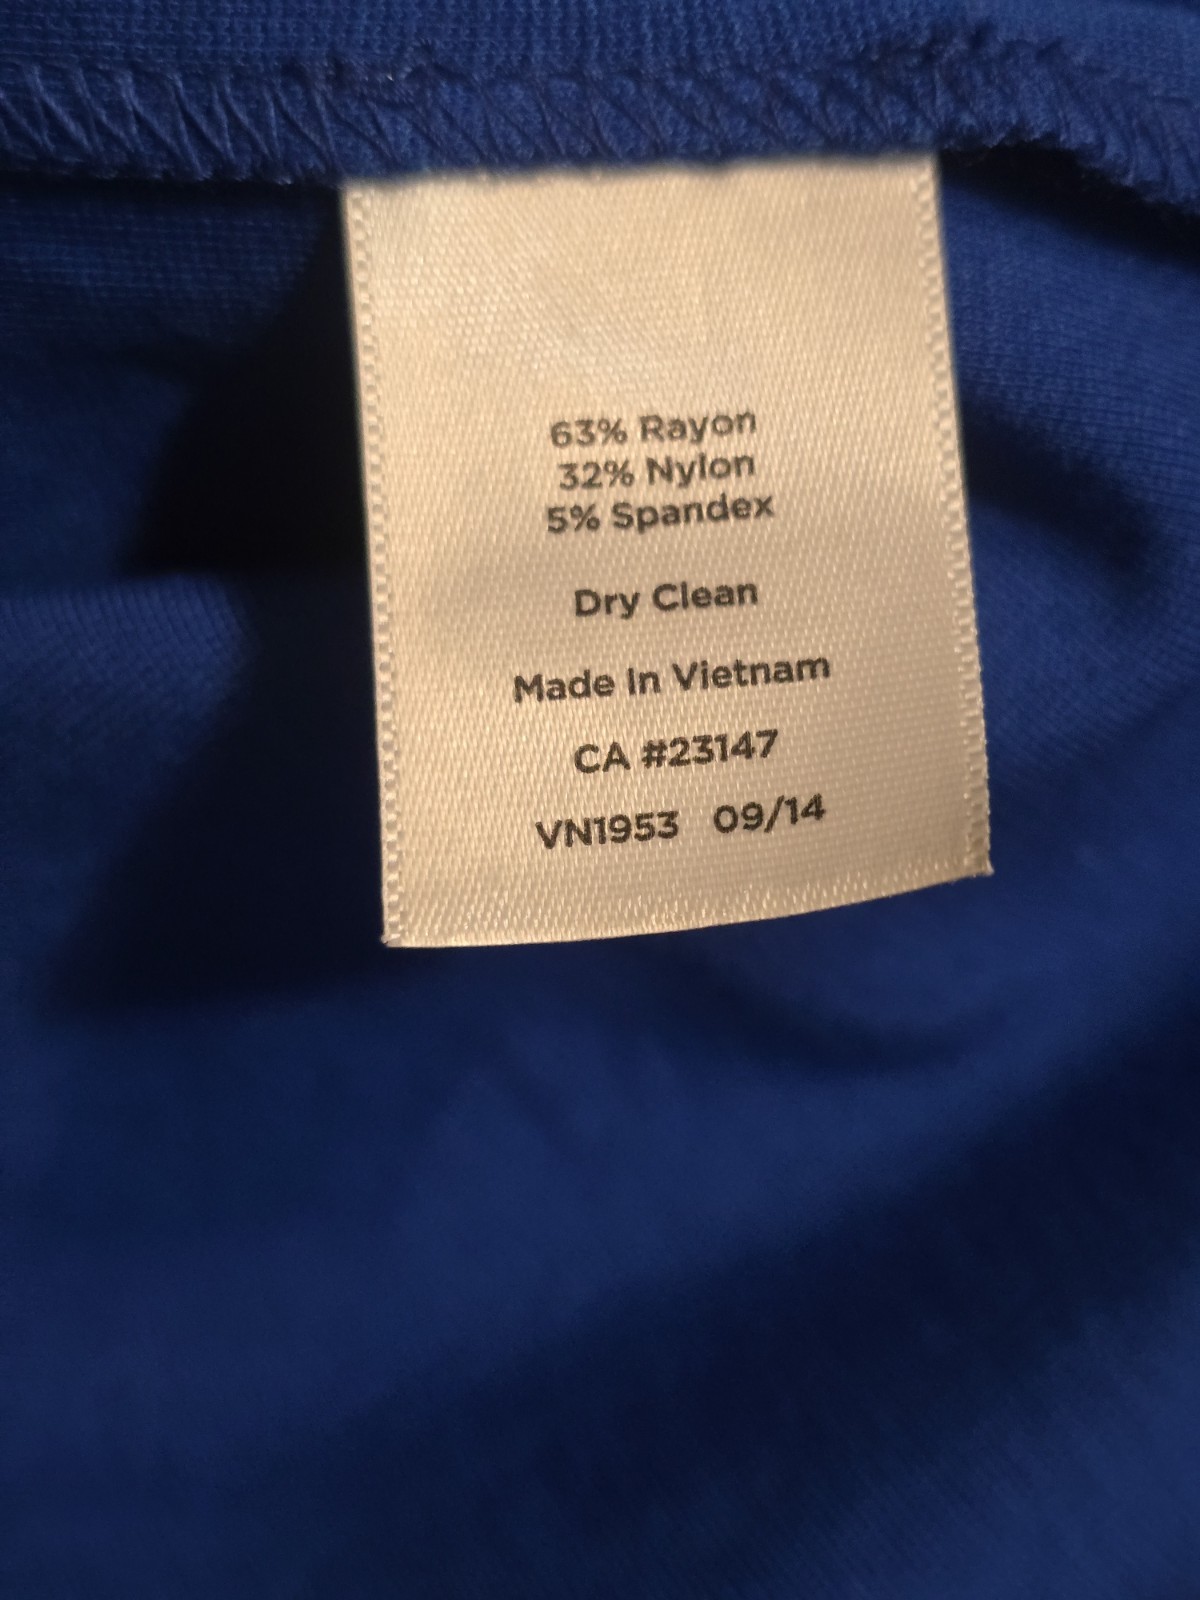 63% Rayon
32% Nylon
5% Spandex
Dry Clean
Made In Vietnam
CA #23147
VN1953 09/14